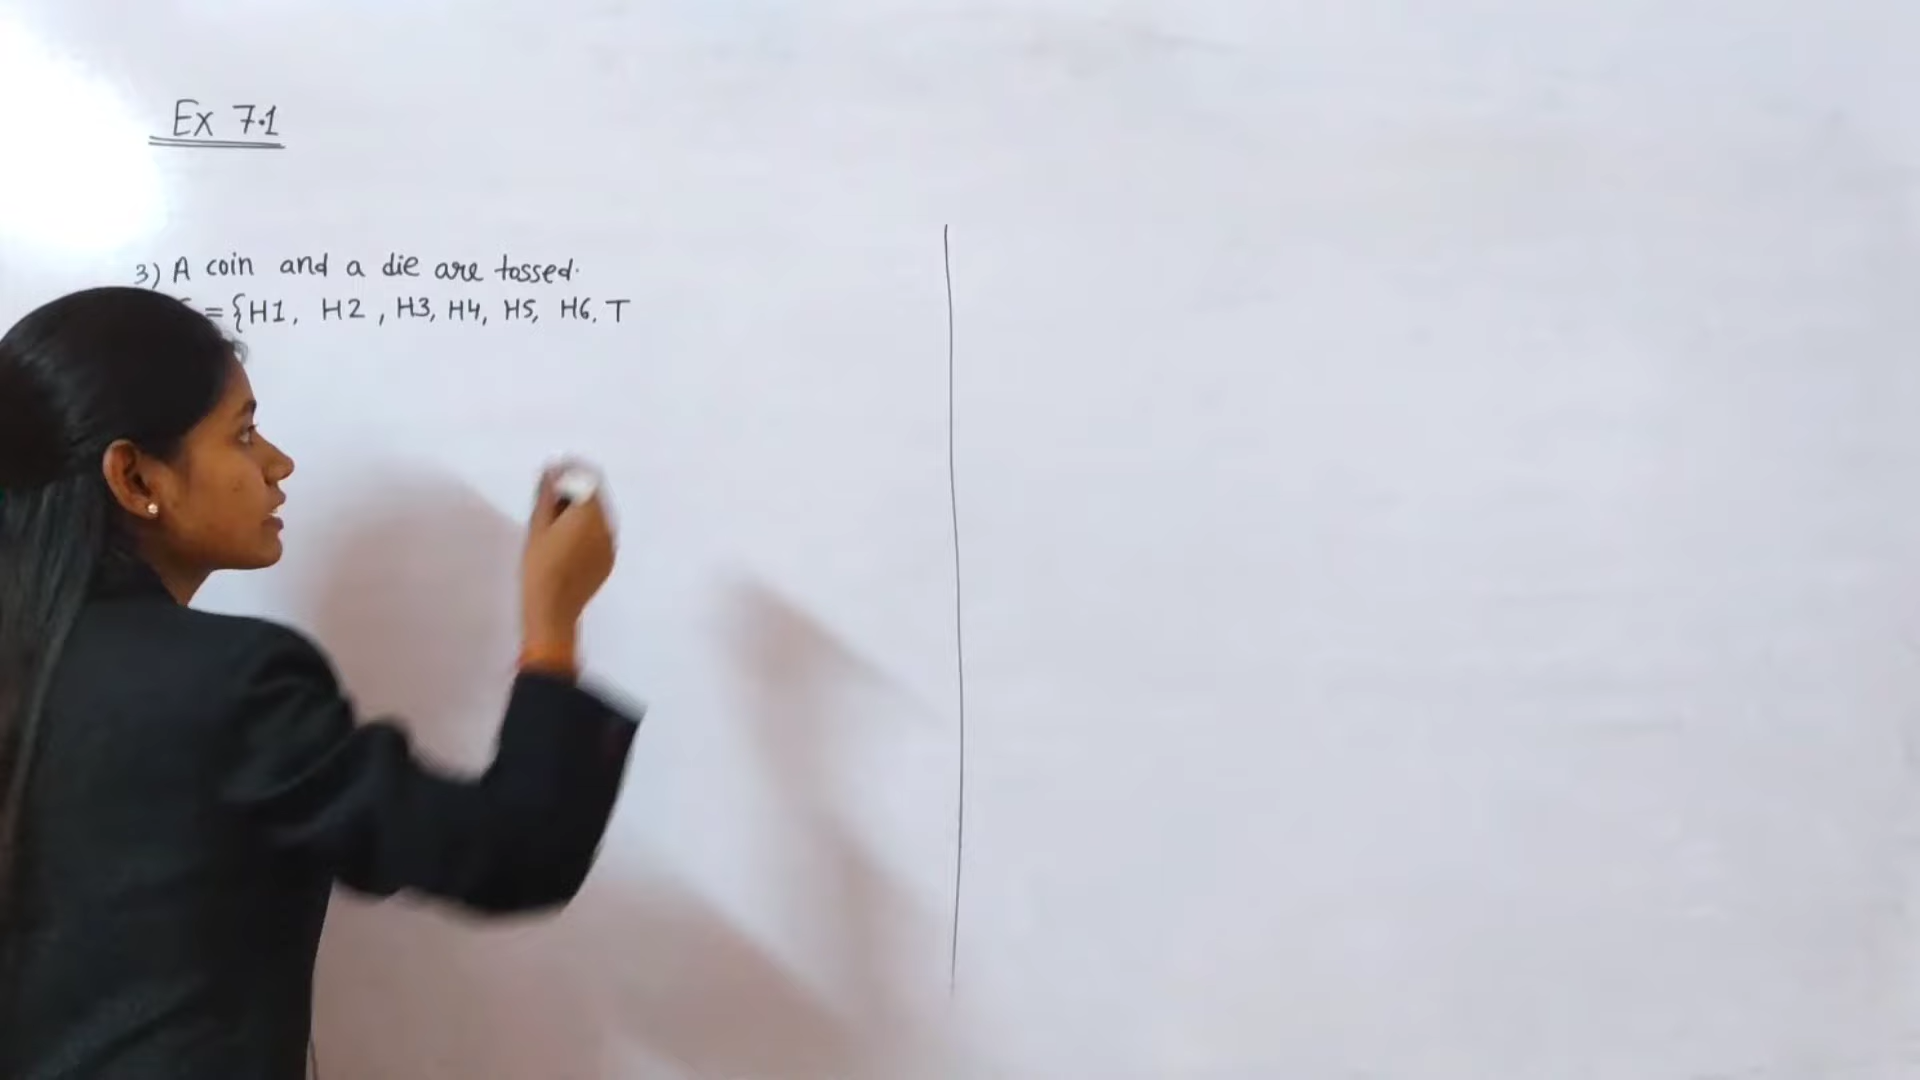 Ex 7.1
3) A coin and a die are tossed.
= {H1, H2, H3, H4, H5, H6, T